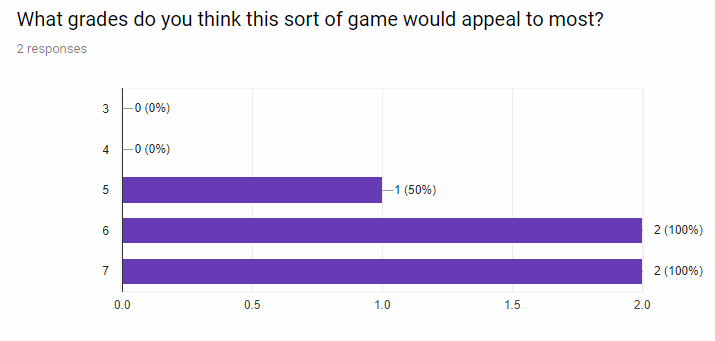 What grades do you think this sort of game would appeal to most?
2 responses
3 0 (0%)
4 0 (0%)
5 1 (50%)
6 2 (100%)
7 2 (100%)
0.0 0.5 1.0 1.5 2.0